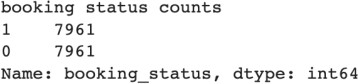 booking status counts
1    7961
0    7961
Name: booking_status, dtype: int64